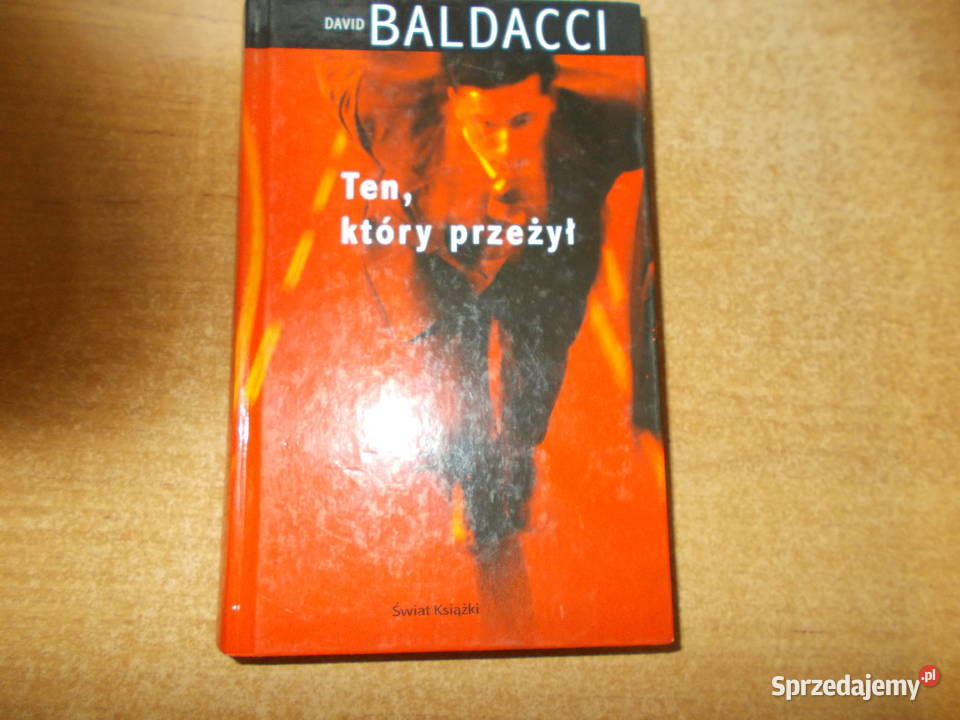 DAVID BALDACCI
Ten,
który przeżył
Świat Książki
Sprzedajemy.pl